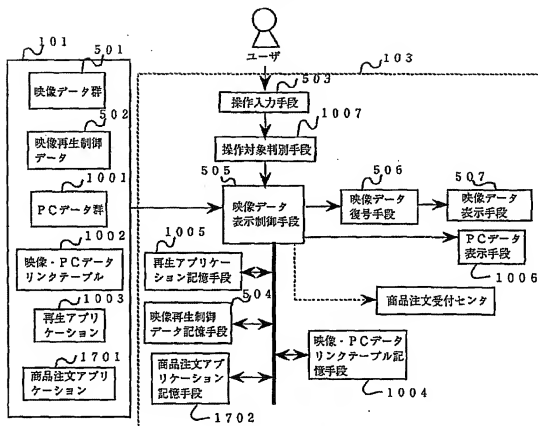 101
501
映像データ群
502
映像再生制御
データ
1001
PCデータ群
1002
映像・PCデータ
リンクテーブル
1003
再生アプリ
ケーション
1701
商品注文アプリ
ケーション
ユーザ
103
503
操作入力手段
1007
操作対象判別手段
505
映像データ
表示制御手段
506
映像データ
復号手段
507
映像データ
表示手段
PCデータ
表示手段
1006
1005
再生アプリケー
ション記憶手段
504
映像再生制御
データ記憶手段
商品注文アプリ
ケーション
記憶手段
1702
商品注文受付センタ
映像・PCデータ
リンクテーブル記
憶手段
1004